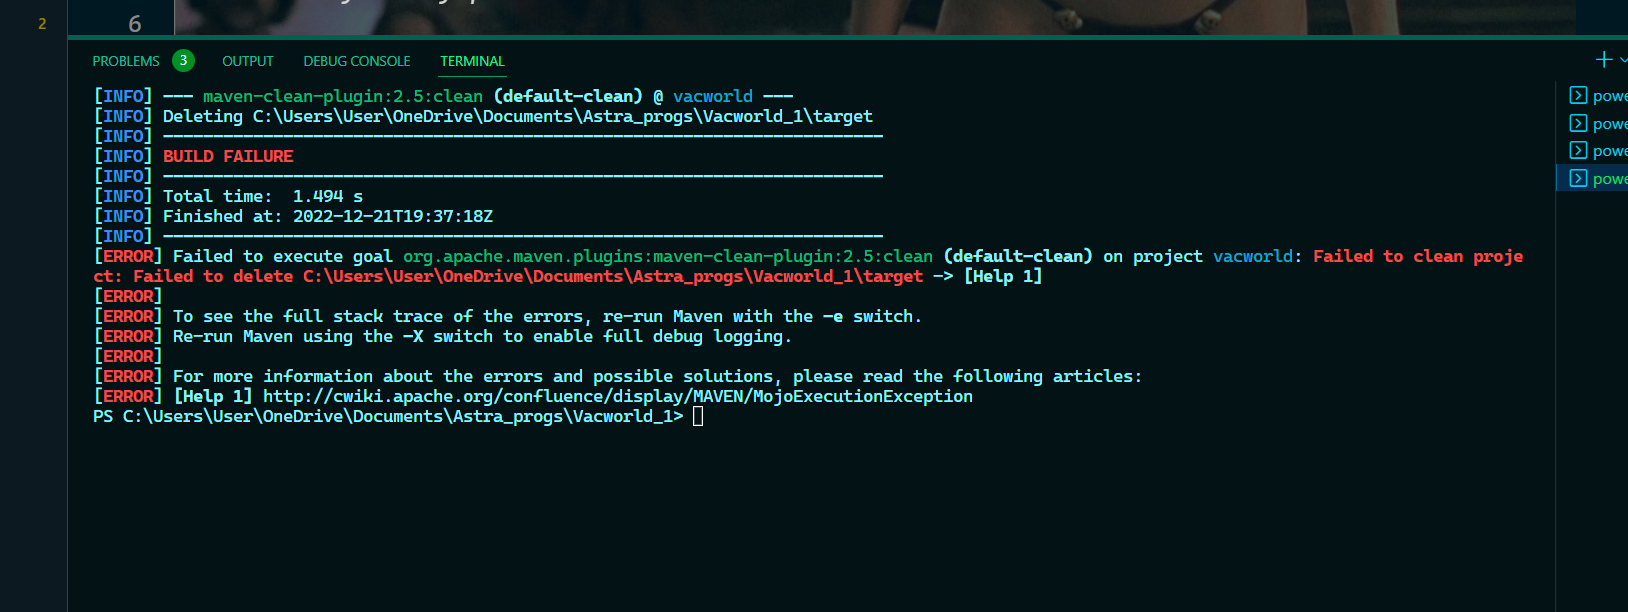 2
6
PROBLEMS 3 OUTPUT DEBUG CONSOLE TERMINAL
[INFO] --- maven-clean-plugin:2.5:clean (default-clean) @ vacworld ---
[INFO] Deleting C:\Users\User\OneDrive\Documents\Astra_progs\Vacworld_1\target
[INFO] ------------------------------------------------------------------------
[INFO] BUILD FAILURE
[INFO] ------------------------------------------------------------------------
[INFO] Total time:  1.494 s
[INFO] Finished at: 2022-12-21T19:37:18Z
[INFO] ------------------------------------------------------------------------
[ERROR] Failed to execute goal org.apache.maven.plugins:maven-clean-plugin:2.5:clean (default-clean) on project vacworld: Failed to clean proje
ct: Failed to delete C:\Users\User\OneDrive\Documents\Astra_progs\Vacworld_1\target -> [Help 1]
[ERROR]
[ERROR] To see the full stack trace of the errors, re-run Maven with the -e switch.
[ERROR] Re-run Maven using the -X switch to enable full debug logging.
[ERROR]
[ERROR] For more information about the errors and possible solutions, please read the following articles:
[ERROR] [Help 1] http://cwiki.apache.org/confluence/display/MAVEN/MojoExecutionException
PS C:\Users\User\OneDrive\Documents\Astra_progs\Vacworld_1>
powe
powe
powe
powe